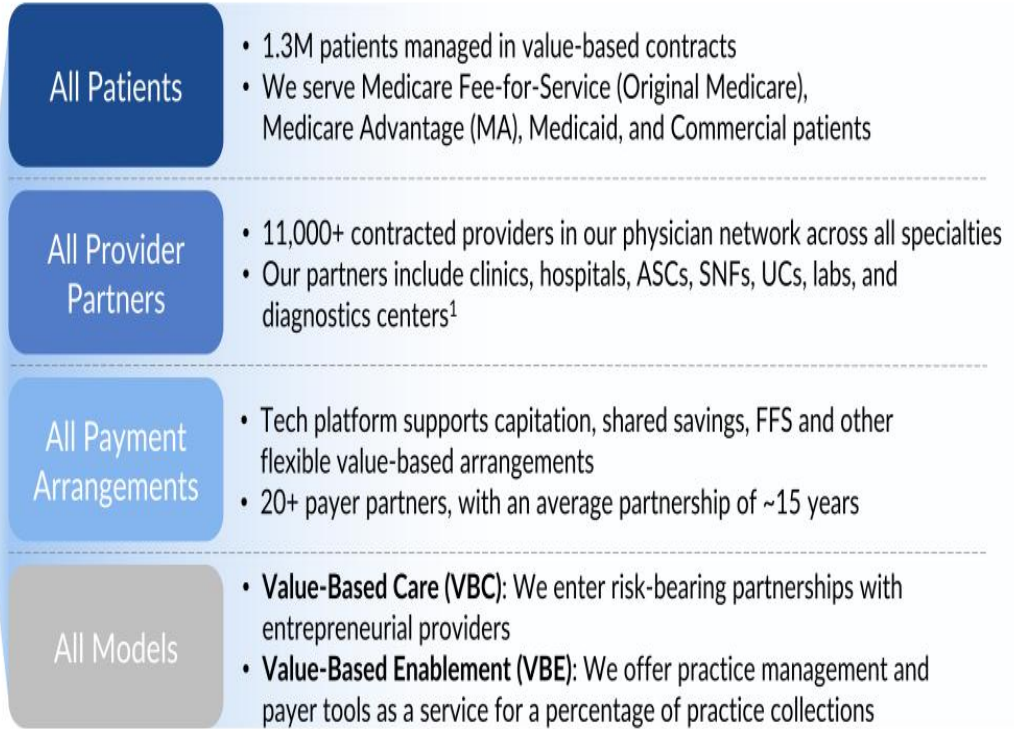 All Patients
• 1.3M patients managed in value-based contracts
• We serve Medicare Fee-for-Service (Original Medicare),
Medicare Advantage (MA), Medicaid, and Commercial patients
All Provider
Partners
• 11,000+ contracted providers in our physician network across all specialties
• Our partners include clinics, hospitals, ASCs, SNFs, UCs, labs, and
diagnostics centers¹
All Payment
Arrangements
• Tech platform supports capitation, shared savings, FFS and other
flexible value-based arrangements
• 20+ payer partners, with an average partnership of ~15 years
All Models
• Value-Based Care (VBC): We enter risk-bearing partnerships with
entrepreneurial providers
• Value-Based Enablement (VBE): We offer practice management and
payer tools as a service for a percentage of practice collections